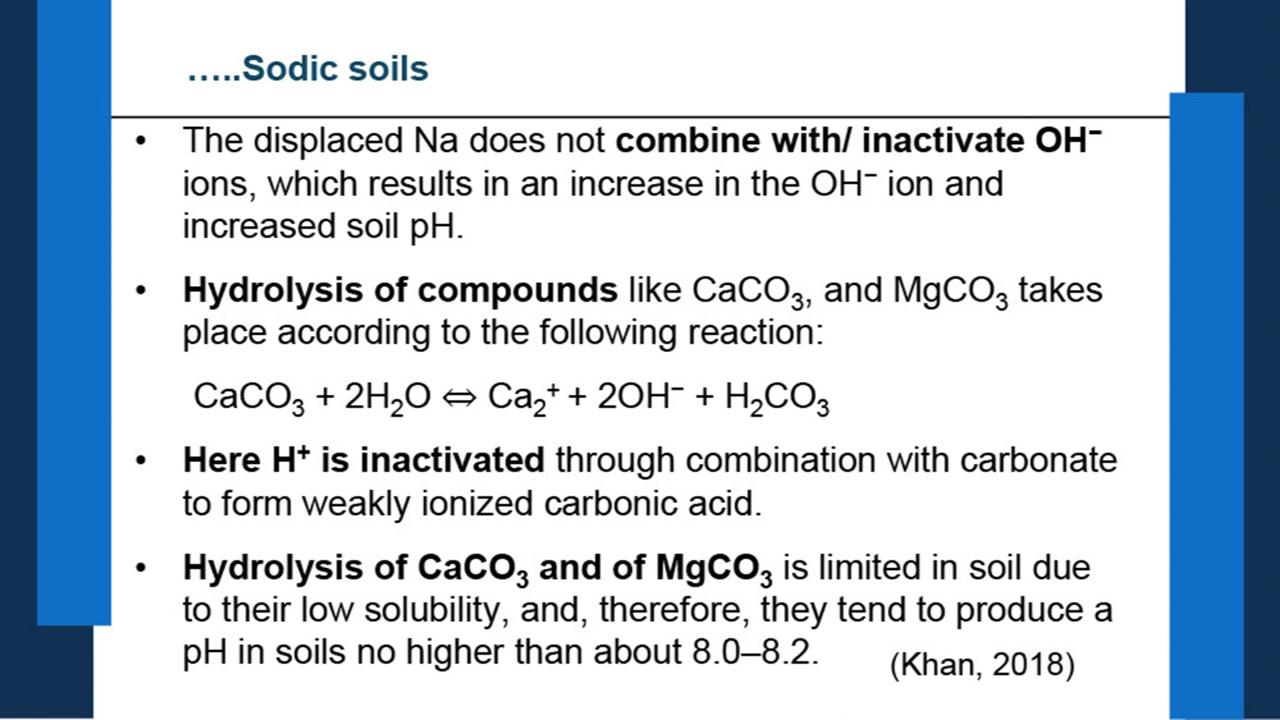 …..Sodic soils
• The displaced Na does not combine with/ inactivate OH⁻
ions, which results in an increase in the OH⁻ ion and
increased soil pH.
• Hydrolysis of compounds like CaCO₃, and MgCO₃ takes
place according to the following reaction:
CaCO₃ + 2H₂O ⇔ Ca₂⁺ + 2OH⁻ + H₂CO₃
• Here H⁺ is inactivated through combination with carbonate
to form weakly ionized carbonic acid.
• Hydrolysis of CaCO₃ and of MgCO₃ is limited in soil due
to their low solubility, and, therefore, they tend to produce a
pH in soils no higher than about 8.0–8.2.
(Khan, 2018)